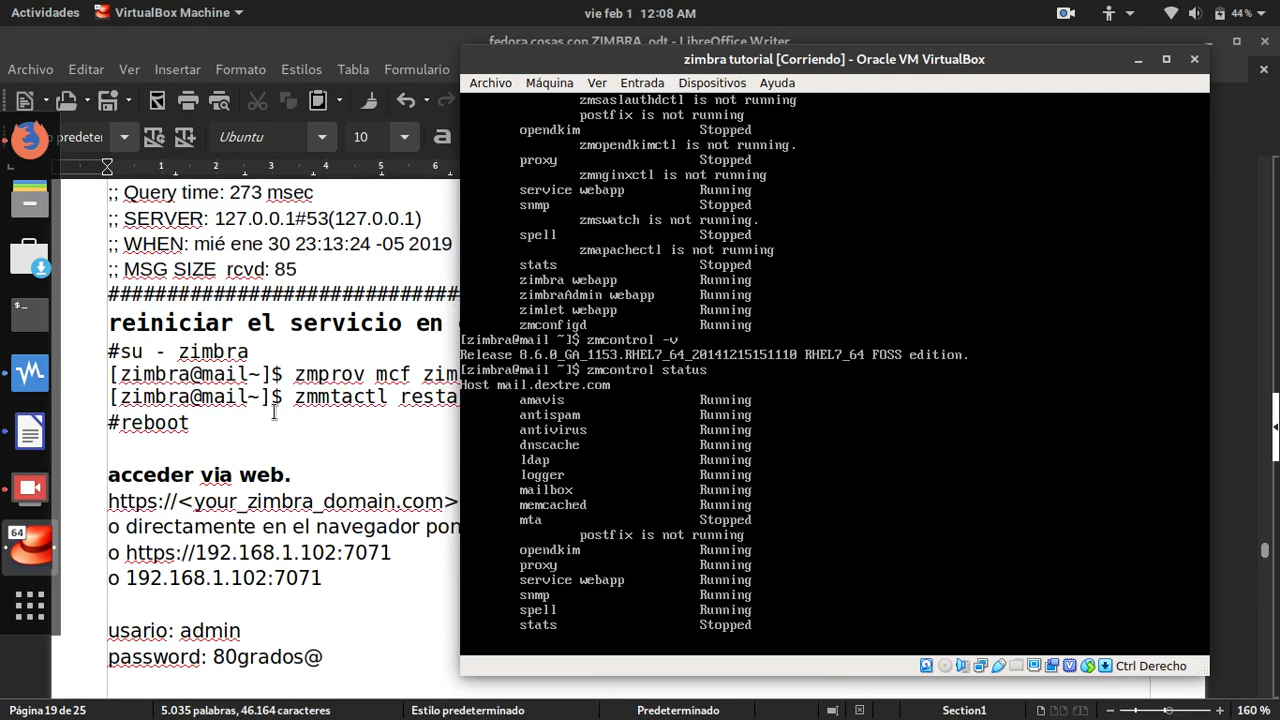 Actividades
VirtualBox Machine
vie feb 1 12:08 AM
44 %
fedora cosas con ZIMBRA .odt - LibreOffice Writer
Archivo Editar Ver Insertar Formato Estilos Tabla Formulario
predeter Ubuntu 10
1 2 3 4 5 6
;; Query time: 273 msec
;; SERVER: 127.0.0.1#53(127.0.0.1)
;; WHEN: mié ene 30 23:13:24 -05 2019
;; MSG SIZE rcvd: 85
##############################
reiniciar el servicio en
#su - zimbra
[zimbra@mail~]$ zmprov mcf zim
[zimbra@mail~]$ zmmtactl resta
#reboot
acceder via web.
https://<your_zimbra_domain.com>
o directamente en el navegador pon
o https://192.168.1.102:7071
o 192.168.1.102:7071
usario: admin
password: 80grados@
64
Página 19 de 25 5.035 palabras, 46.164 caracteres Estilo predeterminado Predeterminado Section1 160 %
zimbra tutorial [Corriendo] - Oracle VM VirtualBox
Archivo Máquina Ver Entrada Dispositivos Ayuda
zmsaslauthdctl is not running
postfix is not running
opendkim Stopped
zmopendkimctl is not running.
proxy Stopped
zmnginxctl is not running
service webapp Running
snmp Stopped
zmswatch is not running.
spell Stopped
zmapachectl is not running
stats Stopped
zimbra webapp Running
zimbraAdmin webapp Running
zimlet webapp Running
zmconfigd Running
[zimbra@mail ~]$ zmcontrol -v
Release 8.6.0_GA_1153.RHEL7_64_20141215151110 RHEL7_64 FOSS edition.
[zimbra@mail ~]$ zmcontrol status
Host mail.dextre.com
amavis Running
antispam Running
antivirus Running
dnscache Running
ldap Running
logger Running
mailbox Running
memcached Running
mta Stopped
postfix is not running
opendkim Running
proxy Running
service webapp Running
snmp Running
spell Running
stats Stopped
Ctrl Derecho